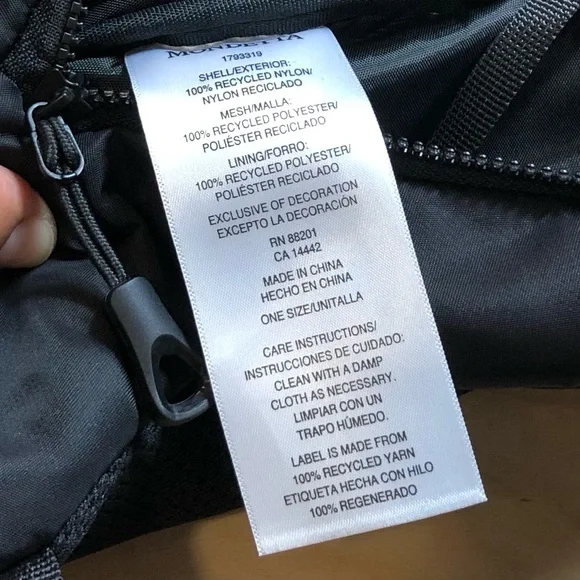 MONDETTA
1793319
SHELL/EXTERIOR:
100% RECYCLED NYLON/
NYLON RECICLADO
MESH/MALLA:
100% RECYCLED POLYESTER/
POLIÉSTER RECICLADO
LINING/FORRO:
100% RECYCLED POLYESTER/
POLIÉSTER RECICLADO
EXCLUSIVE OF DECORATION
EXCEPTO LA DECORACIÓN
RN 88201
CA 14442
MADE IN CHINA
HECHO EN CHINA
ONE SIZE/UNITALLA
CARE INSTRUCTIONS/
INSTRUCCIONES DE CUIDADO:
CLEAN WITH A DAMP
CLOTH AS NECESSARY.
LIMPIAR CON UN
TRAPO HÚMEDO.
LABEL IS MADE FROM
100% RECYCLED YARN
ETIQUETA HECHA CON HILO
100% REGENERADO